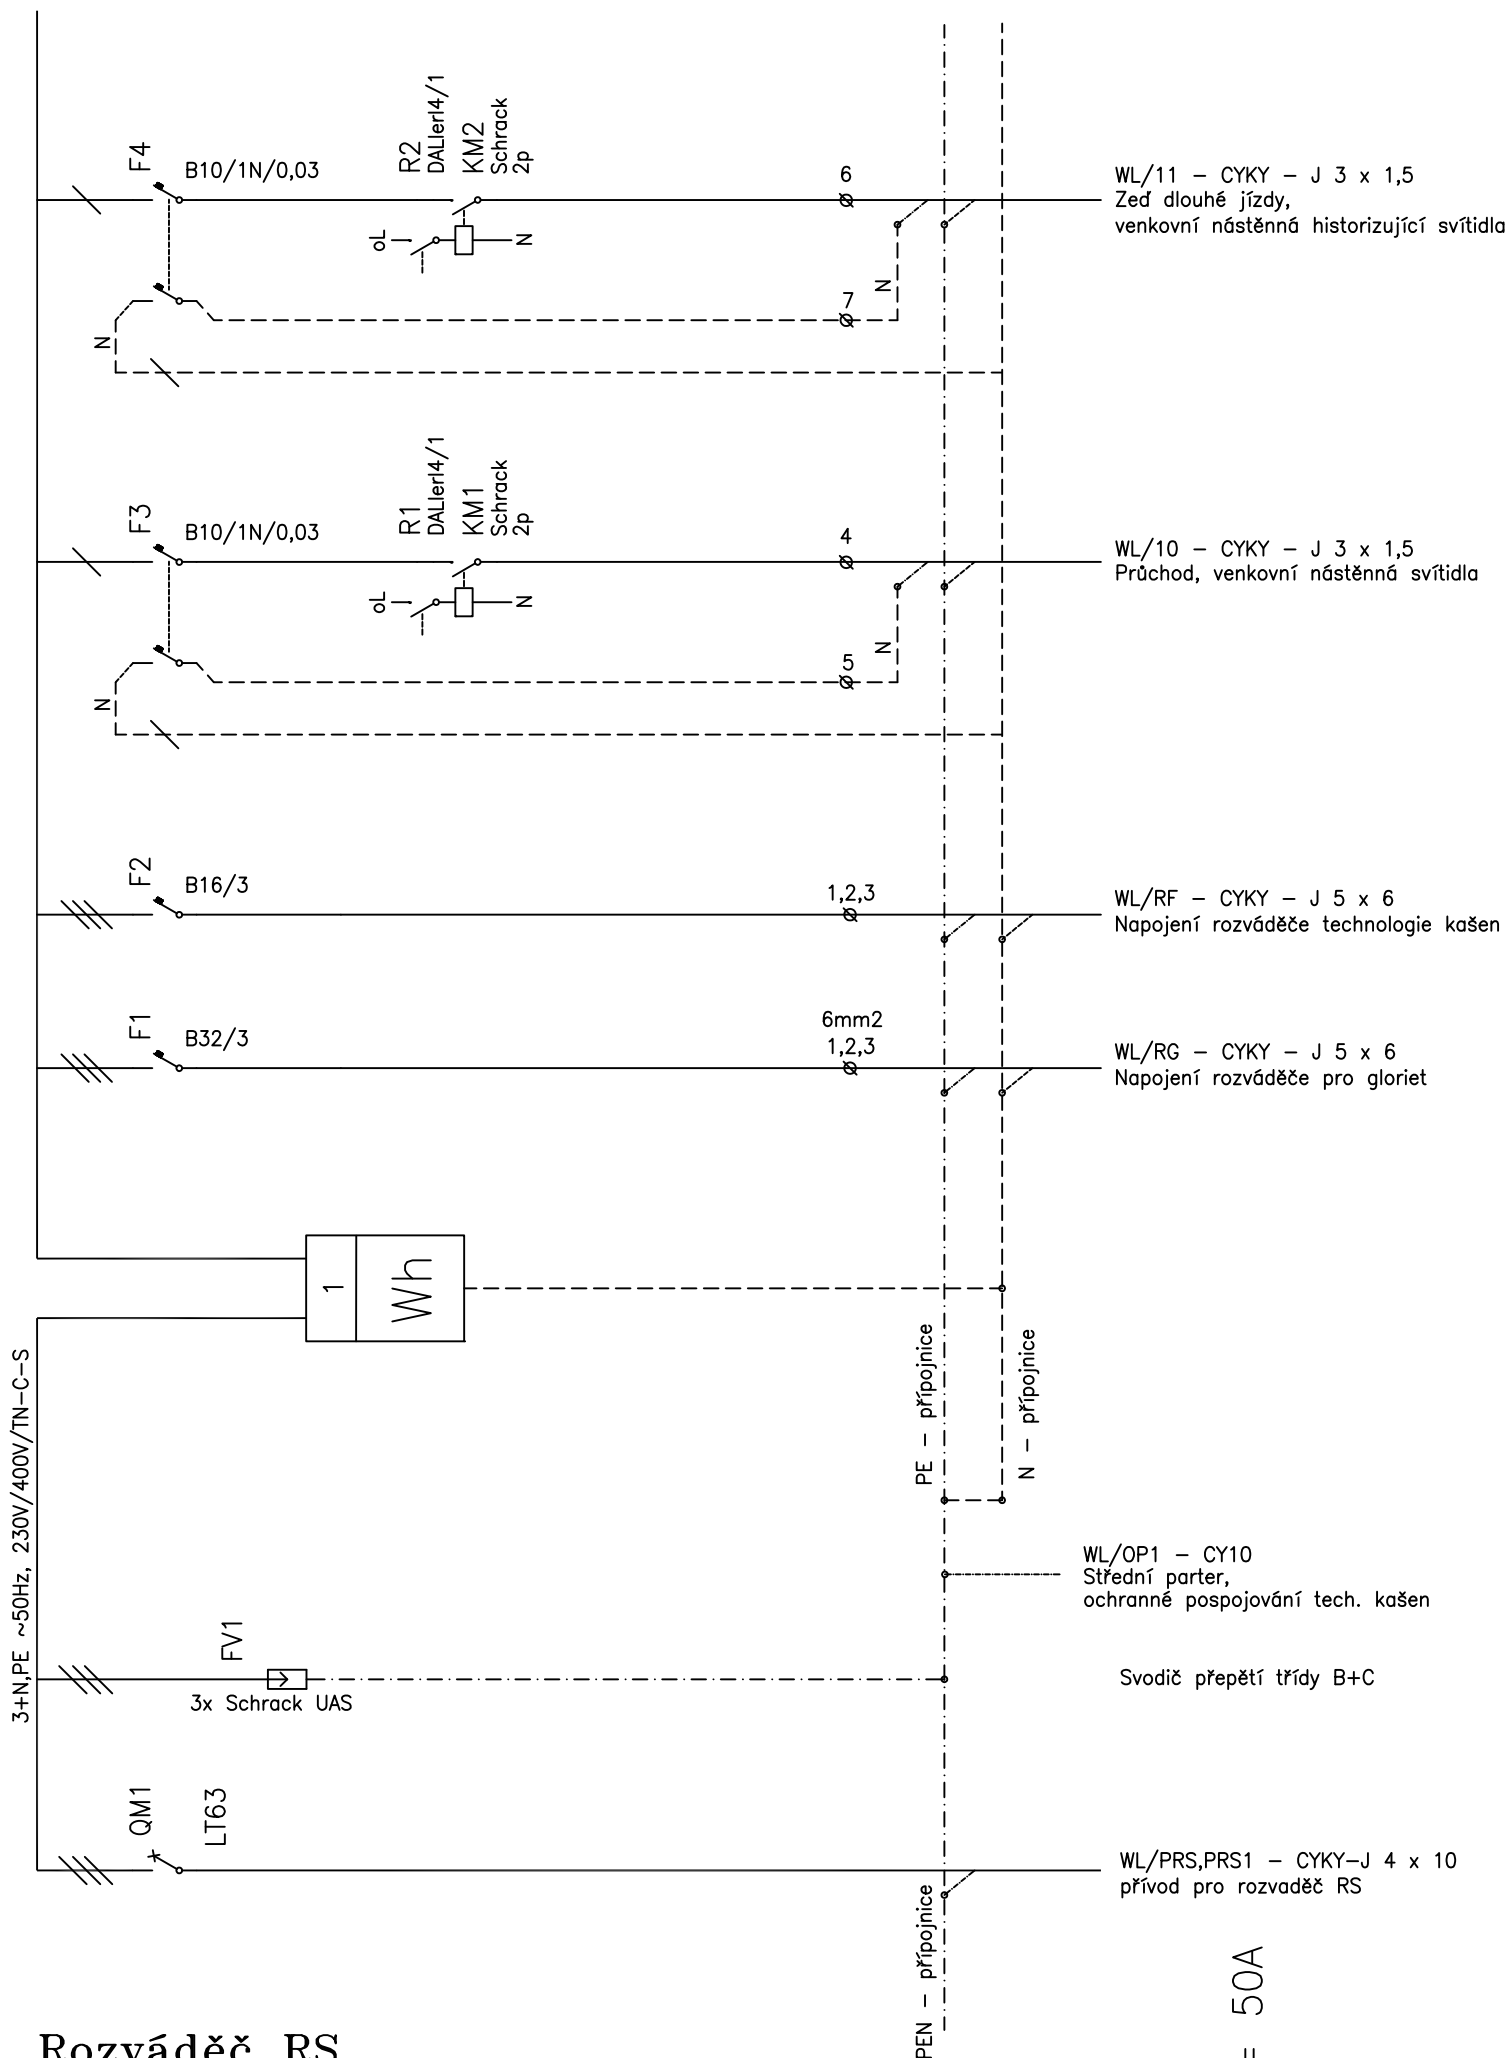 F4
B10/1N/0,03
R2
DALIerI4/1
KM2
Schrack
2p
oL
N
6
7
N
N
WL/11 – CYKY – J 3 x 1,5
Zeď dlouhé jízdy,
venkovní nástěnná historizující svítidla
F3
B10/1N/0,03
R1
DALIerI4/1
KM1
Schrack
2p
oL
N
4
5
N
N
WL/10 – CYKY – J 3 x 1,5
Průchod, venkovní nástěnná svítidla
F2
B16/3
1,2,3
WL/RF – CYKY – J 5 x 6
Napojení rozváděče technologie kašen
F1
B32/3
6mm2
1,2,3
WL/RG – CYKY – J 5 x 6
Napojení rozváděče pro gloriet
1
Wh
3+N,PE ~50Hz, 230V/400V/TN–C–S
PE – přípojnice
N – přípojnice
WL/OP1 – CY10
Střední parter,
ochranné pospojování tech. kašen
FV1
3x Schrack UAS
Svodič přepětí třídy B+C
QM1
LT63
WL/PRS,PRS1 – CYKY–J 4 x 10
přívod pro rozvaděč RS
PEN – přípojnice
= 50A
Rozváděč RS